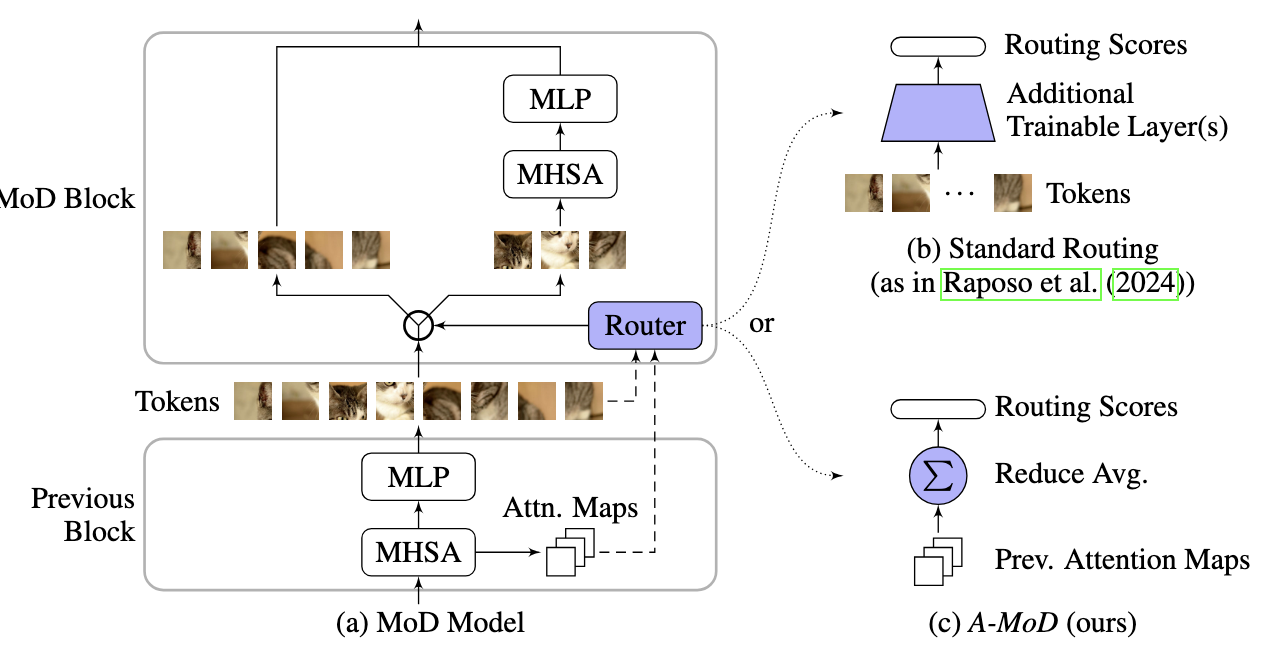 MoD Block
MLP
MHSA
Router
Tokens
Previous
Block
MLP
MHSA
Attn. Maps
(a) MoD Model
or
Routing Scores
Additional
Trainable Layer(s)
···
Tokens
(b) Standard Routing
(as in Raposo et al. (2024))
Routing Scores
Σ
Reduce Avg.
Prev. Attention Maps
(c) A-MoD (ours)